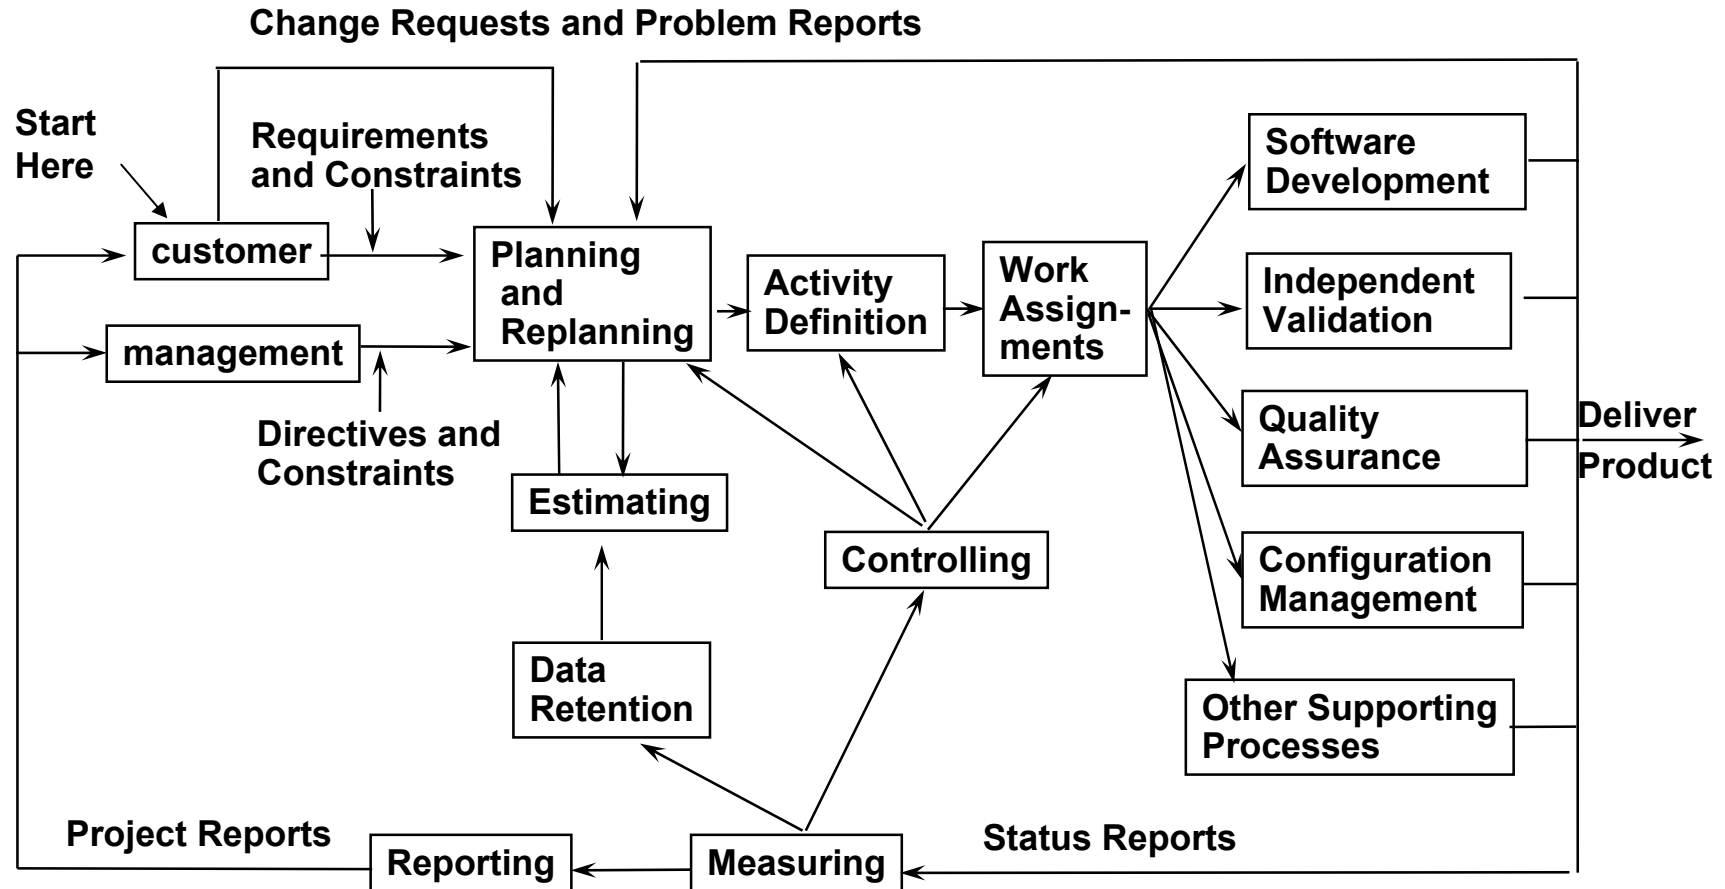 Change Requests and Problem Reports
Start
Here
Requirements
and Constraints
customer
management
Directives and
Constraints
Planning
and
Replanning
Activity
Definition
Work
Assign-
ments
Software
Development
Independent
Validation
Quality
Assurance
Configuration
Management
Other Supporting
Processes
Deliver
Product
Estimating
Controlling
Data
Retention
Project Reports
Reporting
Measuring
Status Reports